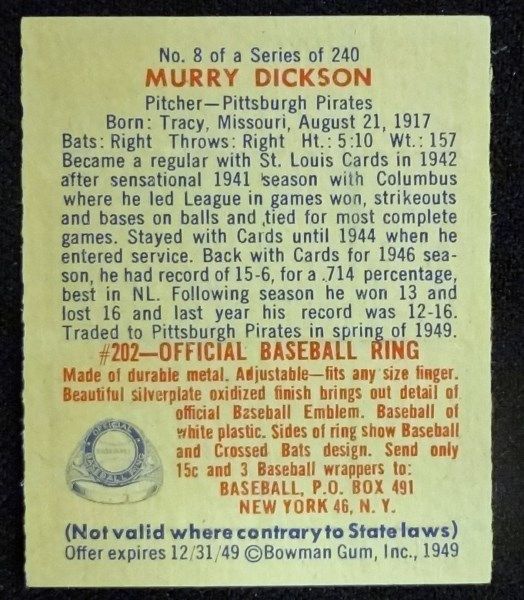 No. 8 of a Series of 240
MURRY DICKSON
Pitcher—Pittsburgh Pirates
Born: Tracy, Missouri, August 21, 1917
Bats: Right Throws: Right Ht.: 5:10 Wt.: 157
Became a regular with St. Louis Cards in 1942
after sensational 1941 season with Columbus
where he led League in games won, strikeouts
and bases on balls and tied for most complete
games. Stayed with Cards until 1944 when he
entered service. Back with Cards for 1946 sea-
son, he had record of 15-6, for a .714 percentage,
best in NL. Following season he won 13 and
lost 16 and last year his record was 12-16.
Traded to Pittsburgh Pirates in spring of 1949.
#202—OFFICIAL BASEBALL RING
Made of durable metal. Adjustable—fits any size finger.
Beautiful silverplate oxidized finish brings out detail of
official Baseball Emblem. Baseball of
white plastic. Sides of ring show Baseball
and Crossed Bats design. Send only
15c and 3 Baseball wrappers to:
BASEBALL, P.O. BOX 491
NEW YORK 46, N. Y.
OFFICIAL
BASEBALL RING
(Not valid where contrary to State laws)
Offer expires 12/31/49 ©Bowman Gum, Inc., 1949